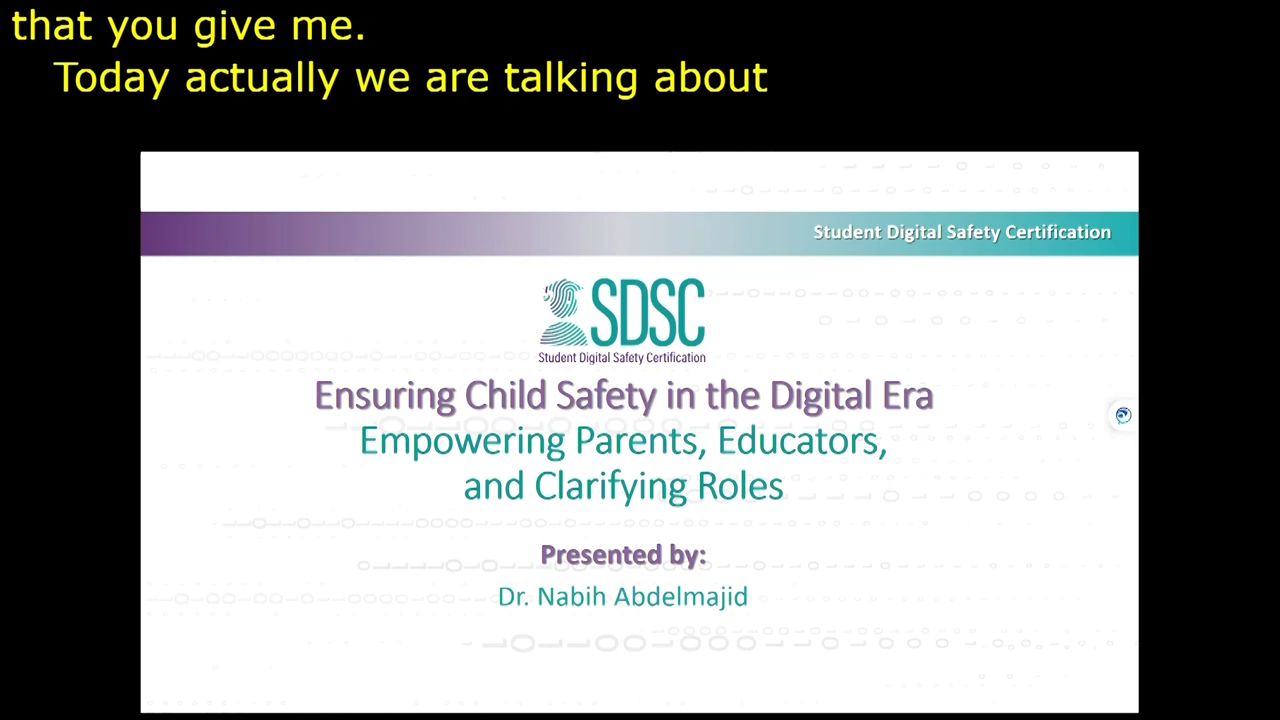 that you give me.
Today actually we are talking about
Student Digital Safety Certification
SDSC
Student Digital Safety Certification
Ensuring Child Safety in the Digital Era
Empowering Parents, Educators,
and Clarifying Roles
Presented by:
Dr. Nabih Abdelmajid